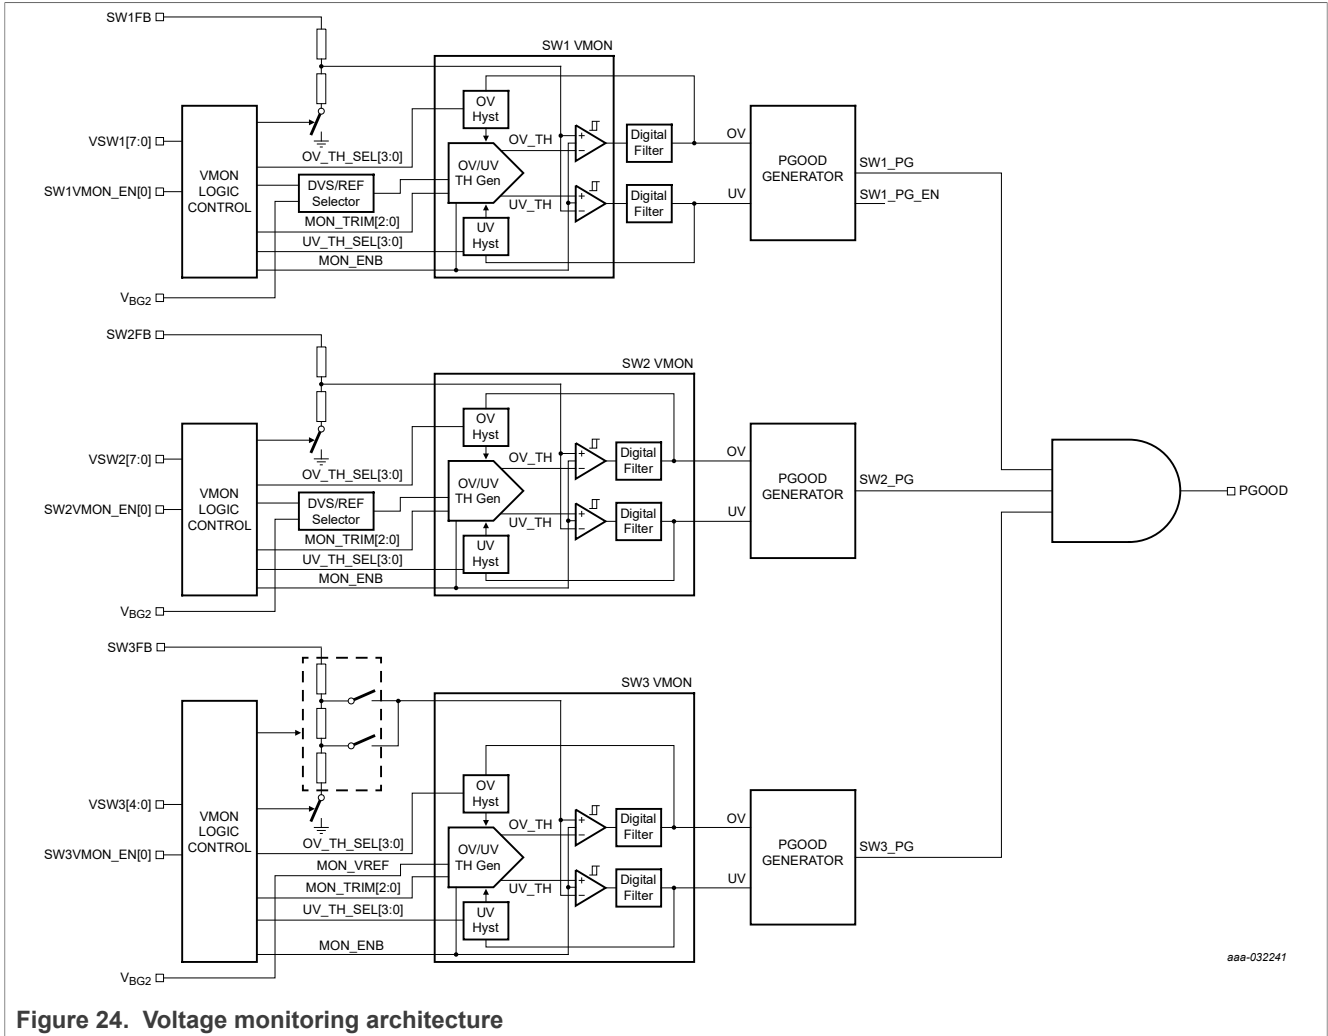 SW1FB
SW1 VMON
OV
Hyst
VSW1[7:0]
SW1VMON_EN[0]
VMON
LOGIC
CONTROL
OV_TH_SEL[3:0]
DVS/REF
Selector
MON_TRIM[2:0]
UV_TH_SEL[3:0]
MON_ENB
VBG2
OV/UV
TH Gen
OV_TH
UV_TH
UV
Hyst
+
−
+
−
Digital
Filter
Digital
Filter
OV
UV
PGOOD
GENERATOR
SW1_PG
SW1_PG_EN
SW2FB
SW2 VMON
OV
Hyst
VSW2[7:0]
SW2VMON_EN[0]
VMON
LOGIC
CONTROL
OV_TH_SEL[3:0]
DVS/REF
Selector
MON_TRIM[2:0]
UV_TH_SEL[3:0]
MON_ENB
VBG2
OV/UV
TH Gen
OV_TH
UV_TH
UV
Hyst
+
−
+
−
Digital
Filter
Digital
Filter
OV
UV
PGOOD
GENERATOR
SW2_PG
PGOOD
SW3FB
SW3 VMON
OV
Hyst
VSW3[4:0]
SW3VMON_EN[0]
VMON
LOGIC
CONTROL
OV_TH_SEL[3:0]
MON_VREF
MON_TRIM[2:0]
UV_TH_SEL[3:0]
MON_ENB
VBG2
OV/UV
TH Gen
OV_TH
UV_TH
UV
Hyst
+
−
+
−
Digital
Filter
Digital
Filter
OV
UV
PGOOD
GENERATOR
SW3_PG
aaa-032241
Figure 24. Voltage monitoring architecture